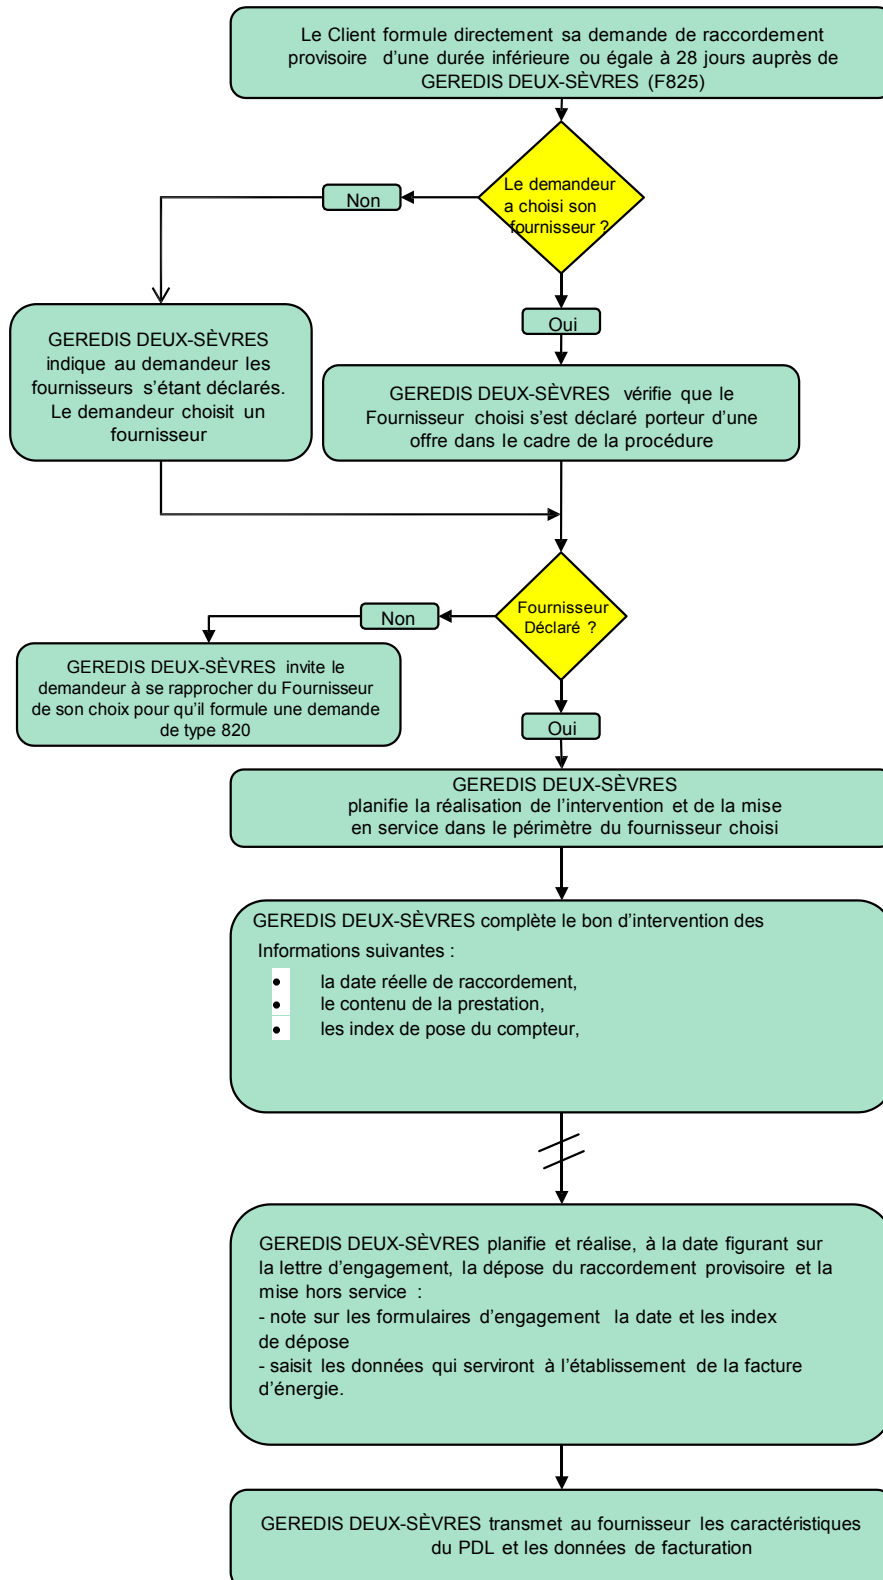 Le Client formule directement sa demande de raccordement
provisoire d’une durée inférieure ou égale à 28 jours auprès de
GEREDIS DEUX-SÈVRES (F825)
Le demandeur
a choisi son
fournisseur ?
Non
Oui
GEREDIS DEUX-SÈVRES
indique au demandeur les
fournisseurs s’étant déclarés.
Le demandeur choisit un
fournisseur
GEREDIS DEUX-SÈVRES vérifie que le
Fournisseur choisi s’est déclaré porteur d’une
offre dans le cadre de la procédure
Fournisseur
Déclaré ?
Non
GEREDIS DEUX-SÈVRES invite le
demandeur à se rapprocher du Fournisseur
de son choix pour qu’il formule une demande
de type 820
Oui
GEREDIS DEUX-SÈVRES
planifie la réalisation de l’intervention et de la mise
en service dans le périmètre du fournisseur choisi
GEREDIS DEUX-SÈVRES complète le bon d’intervention des
Informations suivantes :
• la date réelle de raccordement,
• le contenu de la prestation,
• les index de pose du compteur,
GEREDIS DEUX-SÈVRES planifie et réalise, à la date figurant sur
la lettre d’engagement, la dépose du raccordement provisoire et la
mise hors service :
- note sur les formulaires d’engagement la date et les index
de dépose
- saisit les données qui serviront à l’établissement de la facture
d’énergie.
GEREDIS DEUX-SÈVRES transmet au fournisseur les caractéristiques
du PDL et les données de facturation